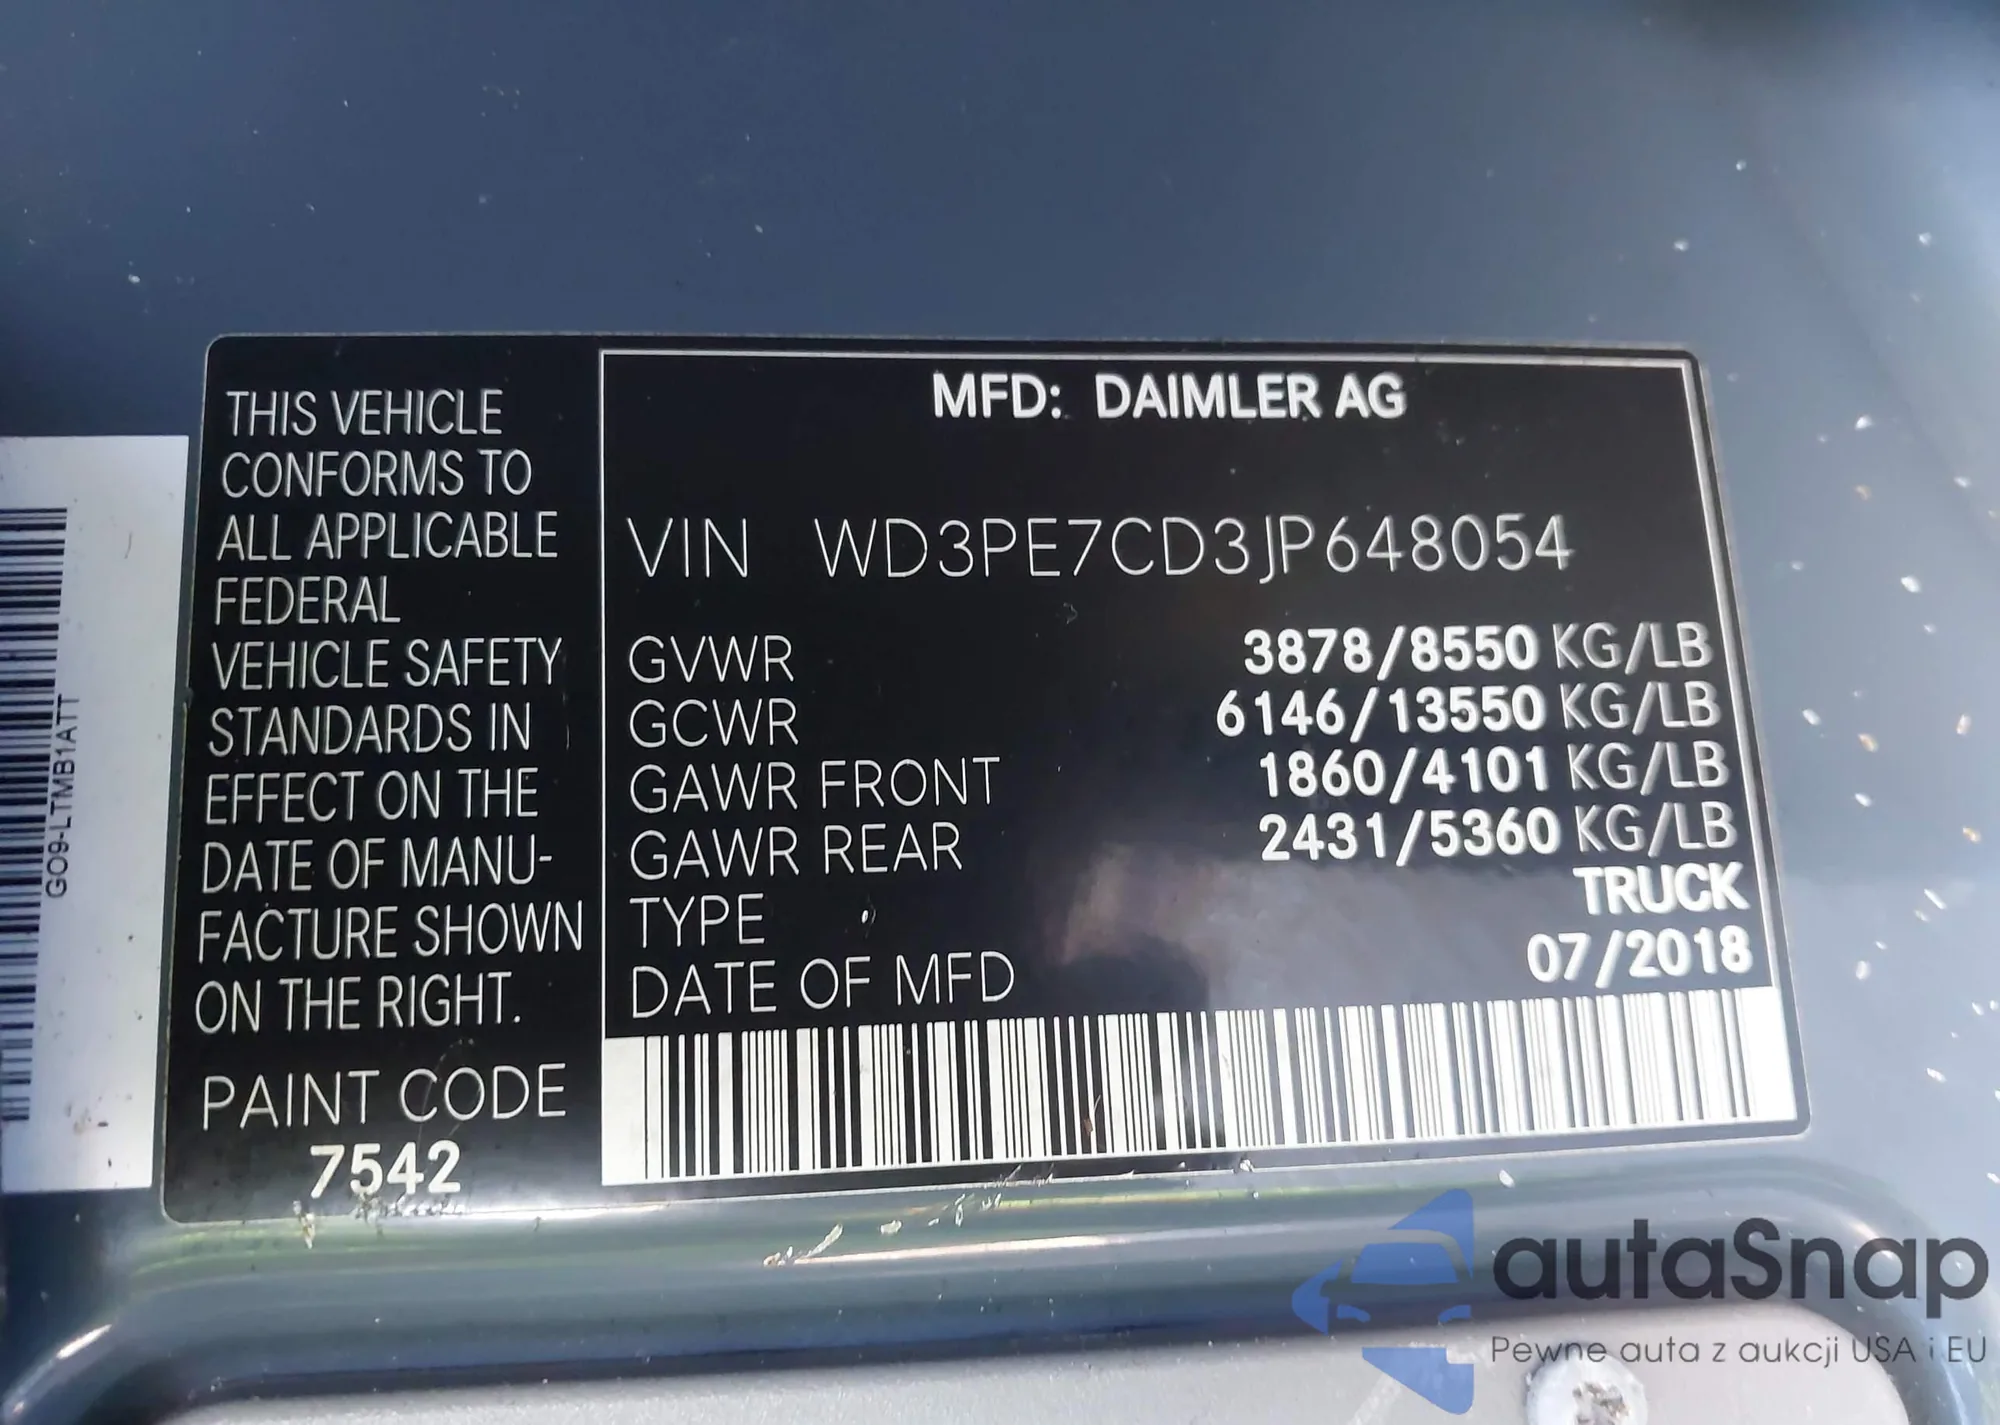 THIS VEHICLE
CONFORMS TO
ALL APPLICABLE
FEDERAL
VEHICLE SAFETY
STANDARDS IN
EFFECT ON THE
DATE OF MANU-
FACTURE SHOWN
ON THE RIGHT.
PAINT CODE
7542
MFD: DAIMLER AG
VIN WD3PE7CD3JP648054
GVWR 3878/8550 KG/LB
GCWR 6146/13550 KG/LB
GAWR FRONT 1860/4101 KG/LB
GAWR REAR 2431/5360 KG/LB
TYPE TRUCK
DATE OF MFD 07/2018
GO9-LTMB1ATT
autaSnap
Pewne auta z aukcji USA i EU